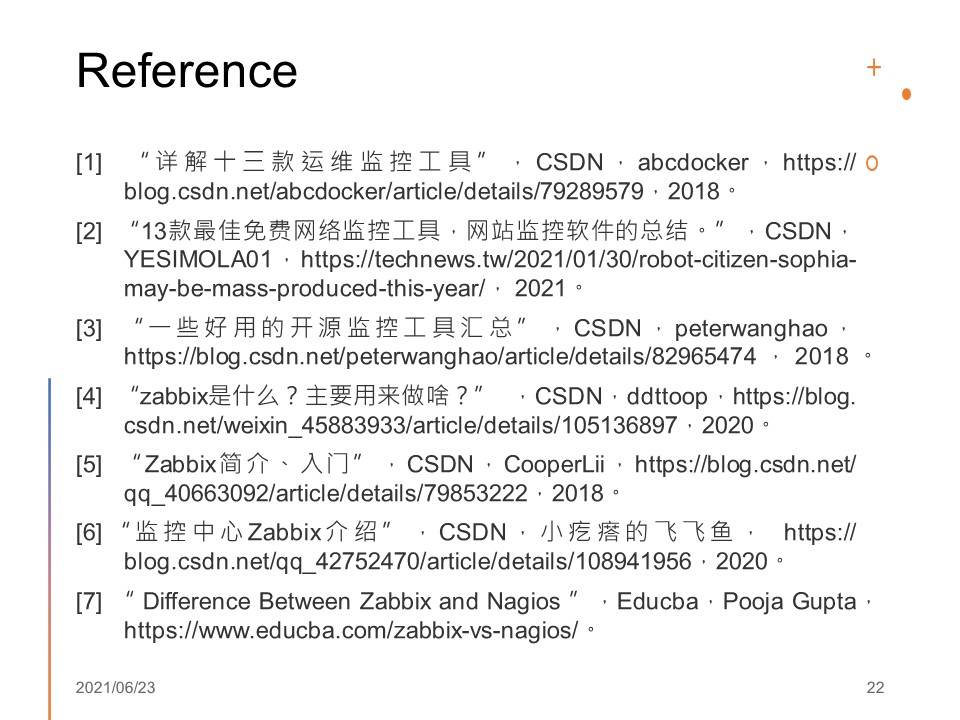 Reference
[1] “详解十三款运维监控工具”，CSDN，abcdocker，https://
blog.csdn.net/abcdocker/article/details/79289579，2018。
[2] “13款最佳免费网络监控工具，网站监控软件的总结。”，CSDN，
YESIMOLA01，https://technews.tw/2021/01/30/robot-citizen-sophia-
may-be-mass-produced-this-year/，2021。
[3] “一些好用的开源监控工具汇总”，CSDN，peterwanghao，
https://blog.csdn.net/peterwanghao/article/details/82965474，2018。
[4] “zabbix是什么？主要用来做啥？”，CSDN，ddttoop，https://blog.
csdn.net/weixin_45883933/article/details/105136897，2020。
[5] “Zabbix简介、入门”，CSDN，CooperLii，https://blog.csdn.net/
qq_40663092/article/details/79853222，2018。
[6] “监控中心Zabbix介绍”，CSDN，小疙瘩的飞飞鱼，https://
blog.csdn.net/qq_42752470/article/details/108941956，2020。
[7] “ Difference Between Zabbix and Nagios ”，Educba，Pooja Gupta，
https://www.educba.com/zabbix-vs-nagios/。
2021/06/23
22